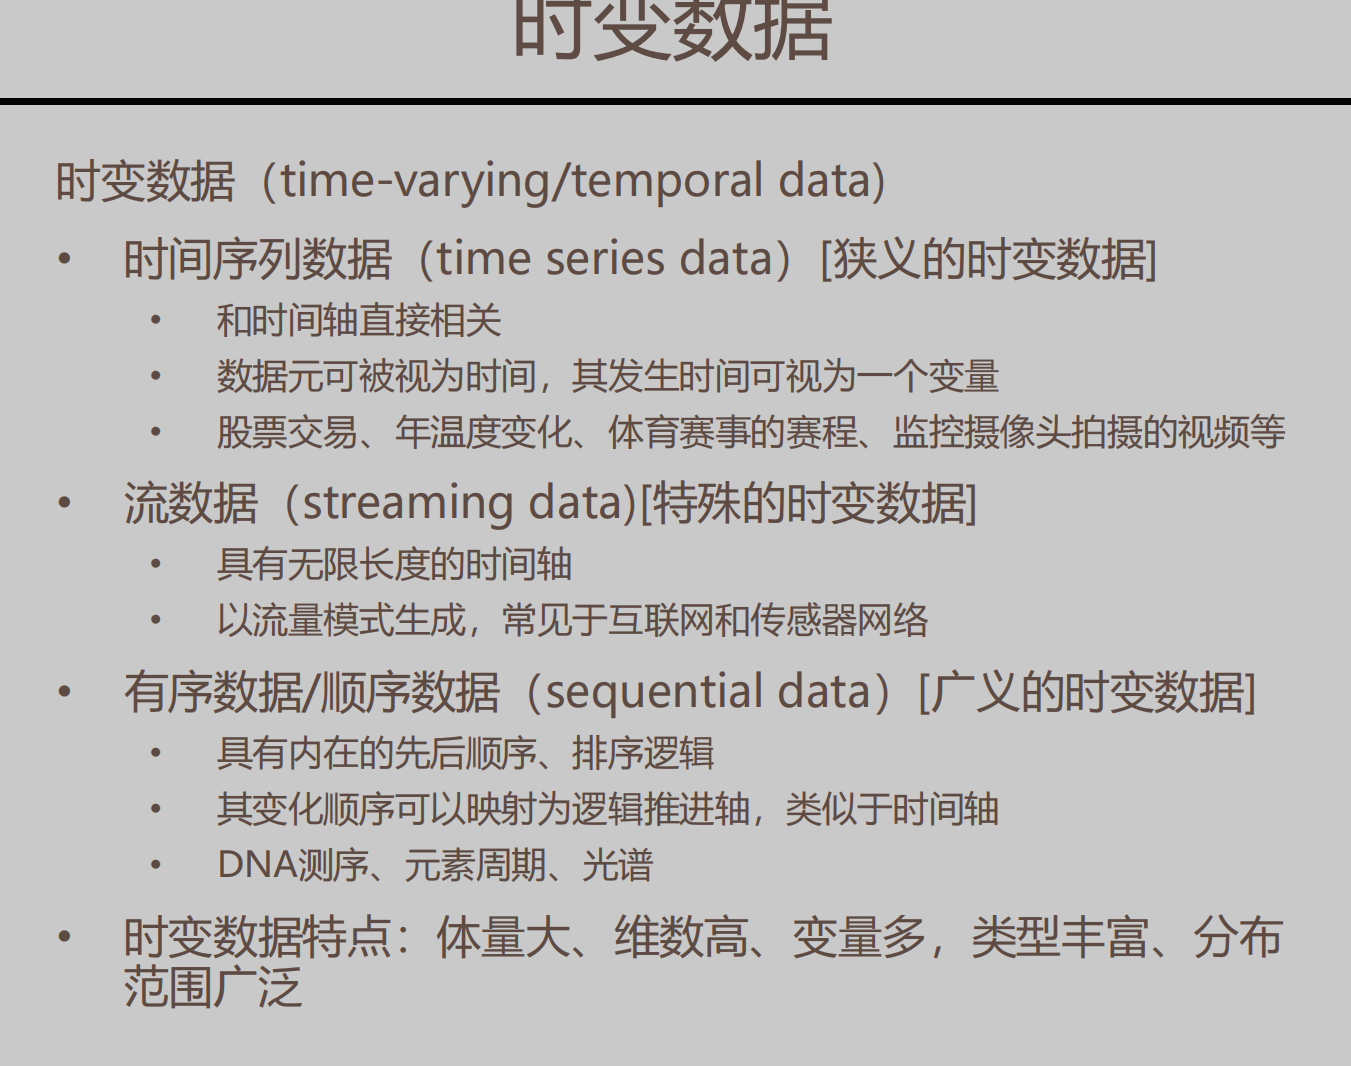 时变数据
时变数据（time-varying/temporal data)
• 时间序列数据（time series data）[狭义的时变数据]
• 和时间轴直接相关
• 数据元可被视为时间，其发生时间可视为一个变量
• 股票交易、年温度变化、体育赛事的赛程、监控摄像头拍摄的视频等
• 流数据（streaming data)[特殊的时变数据]
• 具有无限长度的时间轴
• 以流量模式生成，常见于互联网和传感器网络
• 有序数据/顺序数据（sequential data）[广义的时变数据]
• 具有内在的先后顺序、排序逻辑
• 其变化顺序可以映射为逻辑推进轴，类似于时间轴
• DNA测序、元素周期、光谱
• 时变数据特点：体量大、维数高、变量多，类型丰富、分布
范围广泛